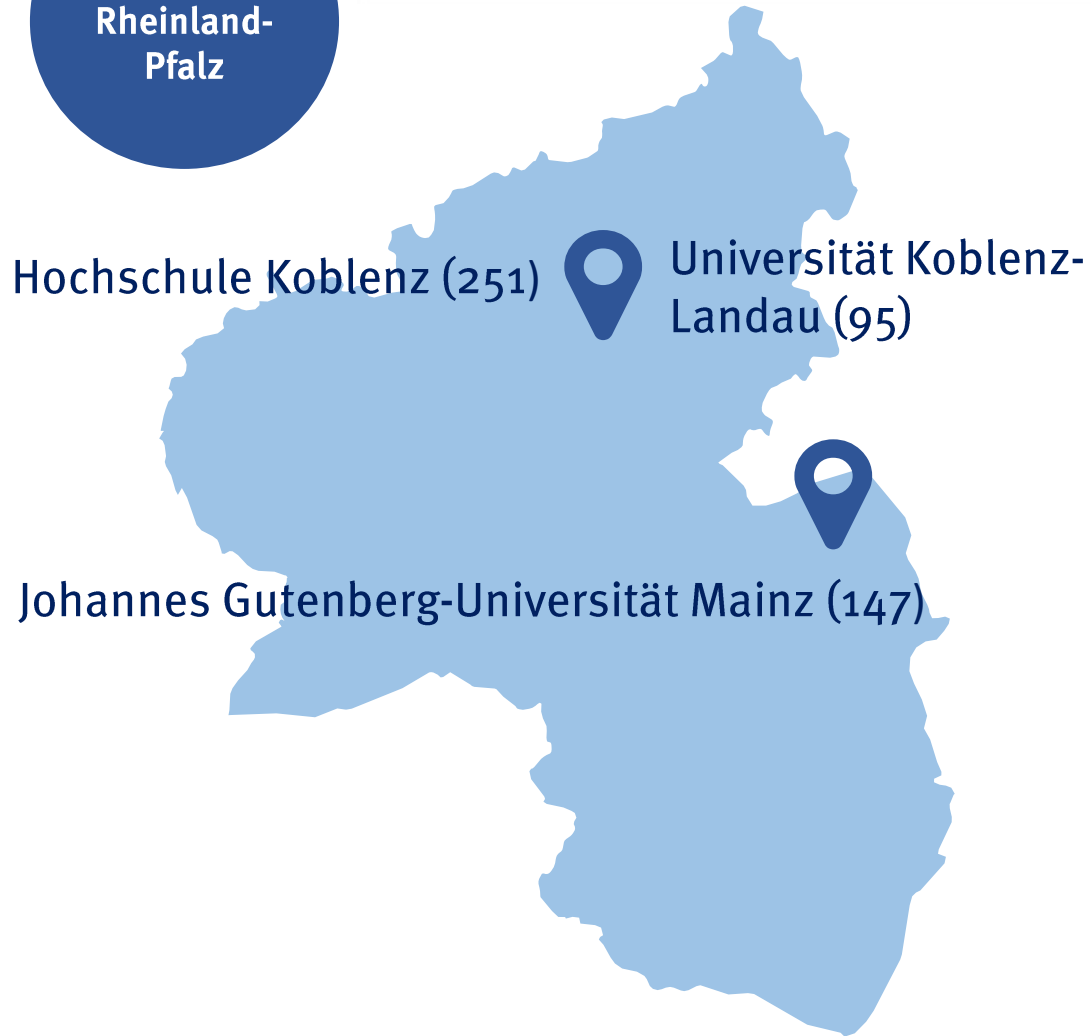 Rheinland-
Pfalz
Hochschule Koblenz (251)
Universität Koblenz-
Landau (95)
Johannes Gutenberg-Universität Mainz (147)